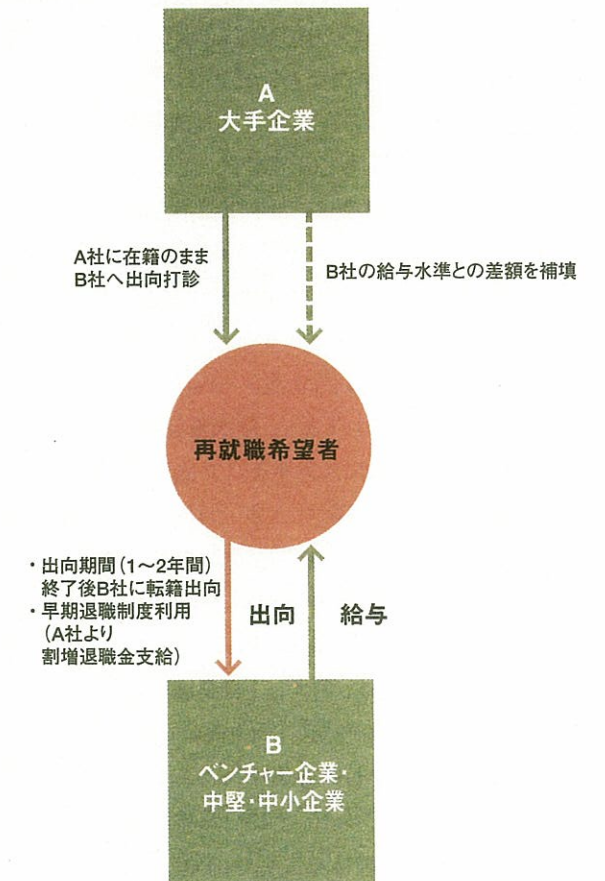 A
大手企業
A社に在籍のまま
B社へ出向打診
B社の給与水準との差額を補填
再就職希望者
・出向期間(1〜2年間)
終了後B社に転籍出向
・早期退職制度利用
(A社より
割増退職金支給)
出向
給与
B
ベンチャー企業・
中堅・中小企業